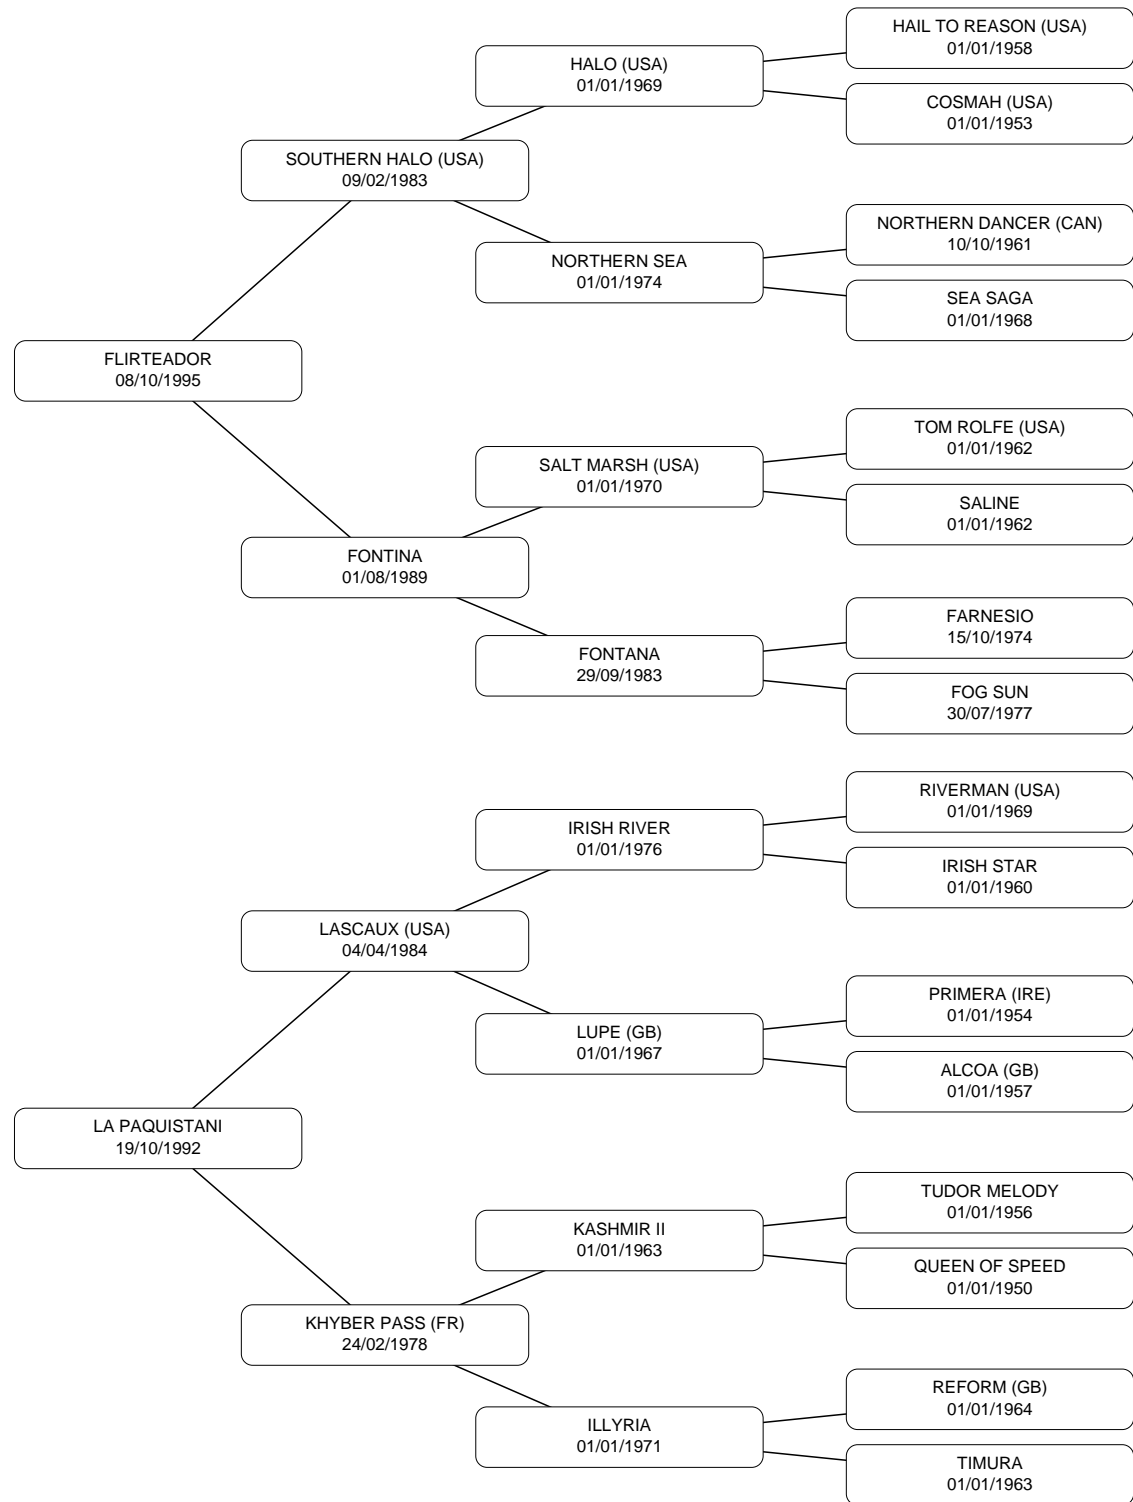 HAIL TO REASON (USA)
01/01/1958
HALO (USA)
01/01/1969
COSMAH (USA)
01/01/1953
SOUTHERN HALO (USA)
09/02/1983
NORTHERN DANCER (CAN)
10/10/1961
NORTHERN SEA
01/01/1974
SEA SAGA
01/01/1968
FLIRTEADOR
08/10/1995
TOM ROLFE (USA)
01/01/1962
SALT MARSH (USA)
01/01/1970
SALINE
01/01/1962
FONTINA
01/08/1989
FARNESIO
15/10/1974
FONTANA
29/09/1983
FOG SUN
30/07/1977
RIVERMAN (USA)
01/01/1969
IRISH RIVER
01/01/1976
IRISH STAR
01/01/1960
LASCAUX (USA)
04/04/1984
PRIMERA (IRE)
01/01/1954
LUPE (GB)
01/01/1967
ALCOA (GB)
01/01/1957
LA PAQUISTANI
19/10/1992
TUDOR MELODY
01/01/1956
KASHMIR II
01/01/1963
QUEEN OF SPEED
01/01/1950
KHYBER PASS (FR)
24/02/1978
REFORM (GB)
01/01/1964
ILLYRIA
01/01/1971
TIMURA
01/01/1963